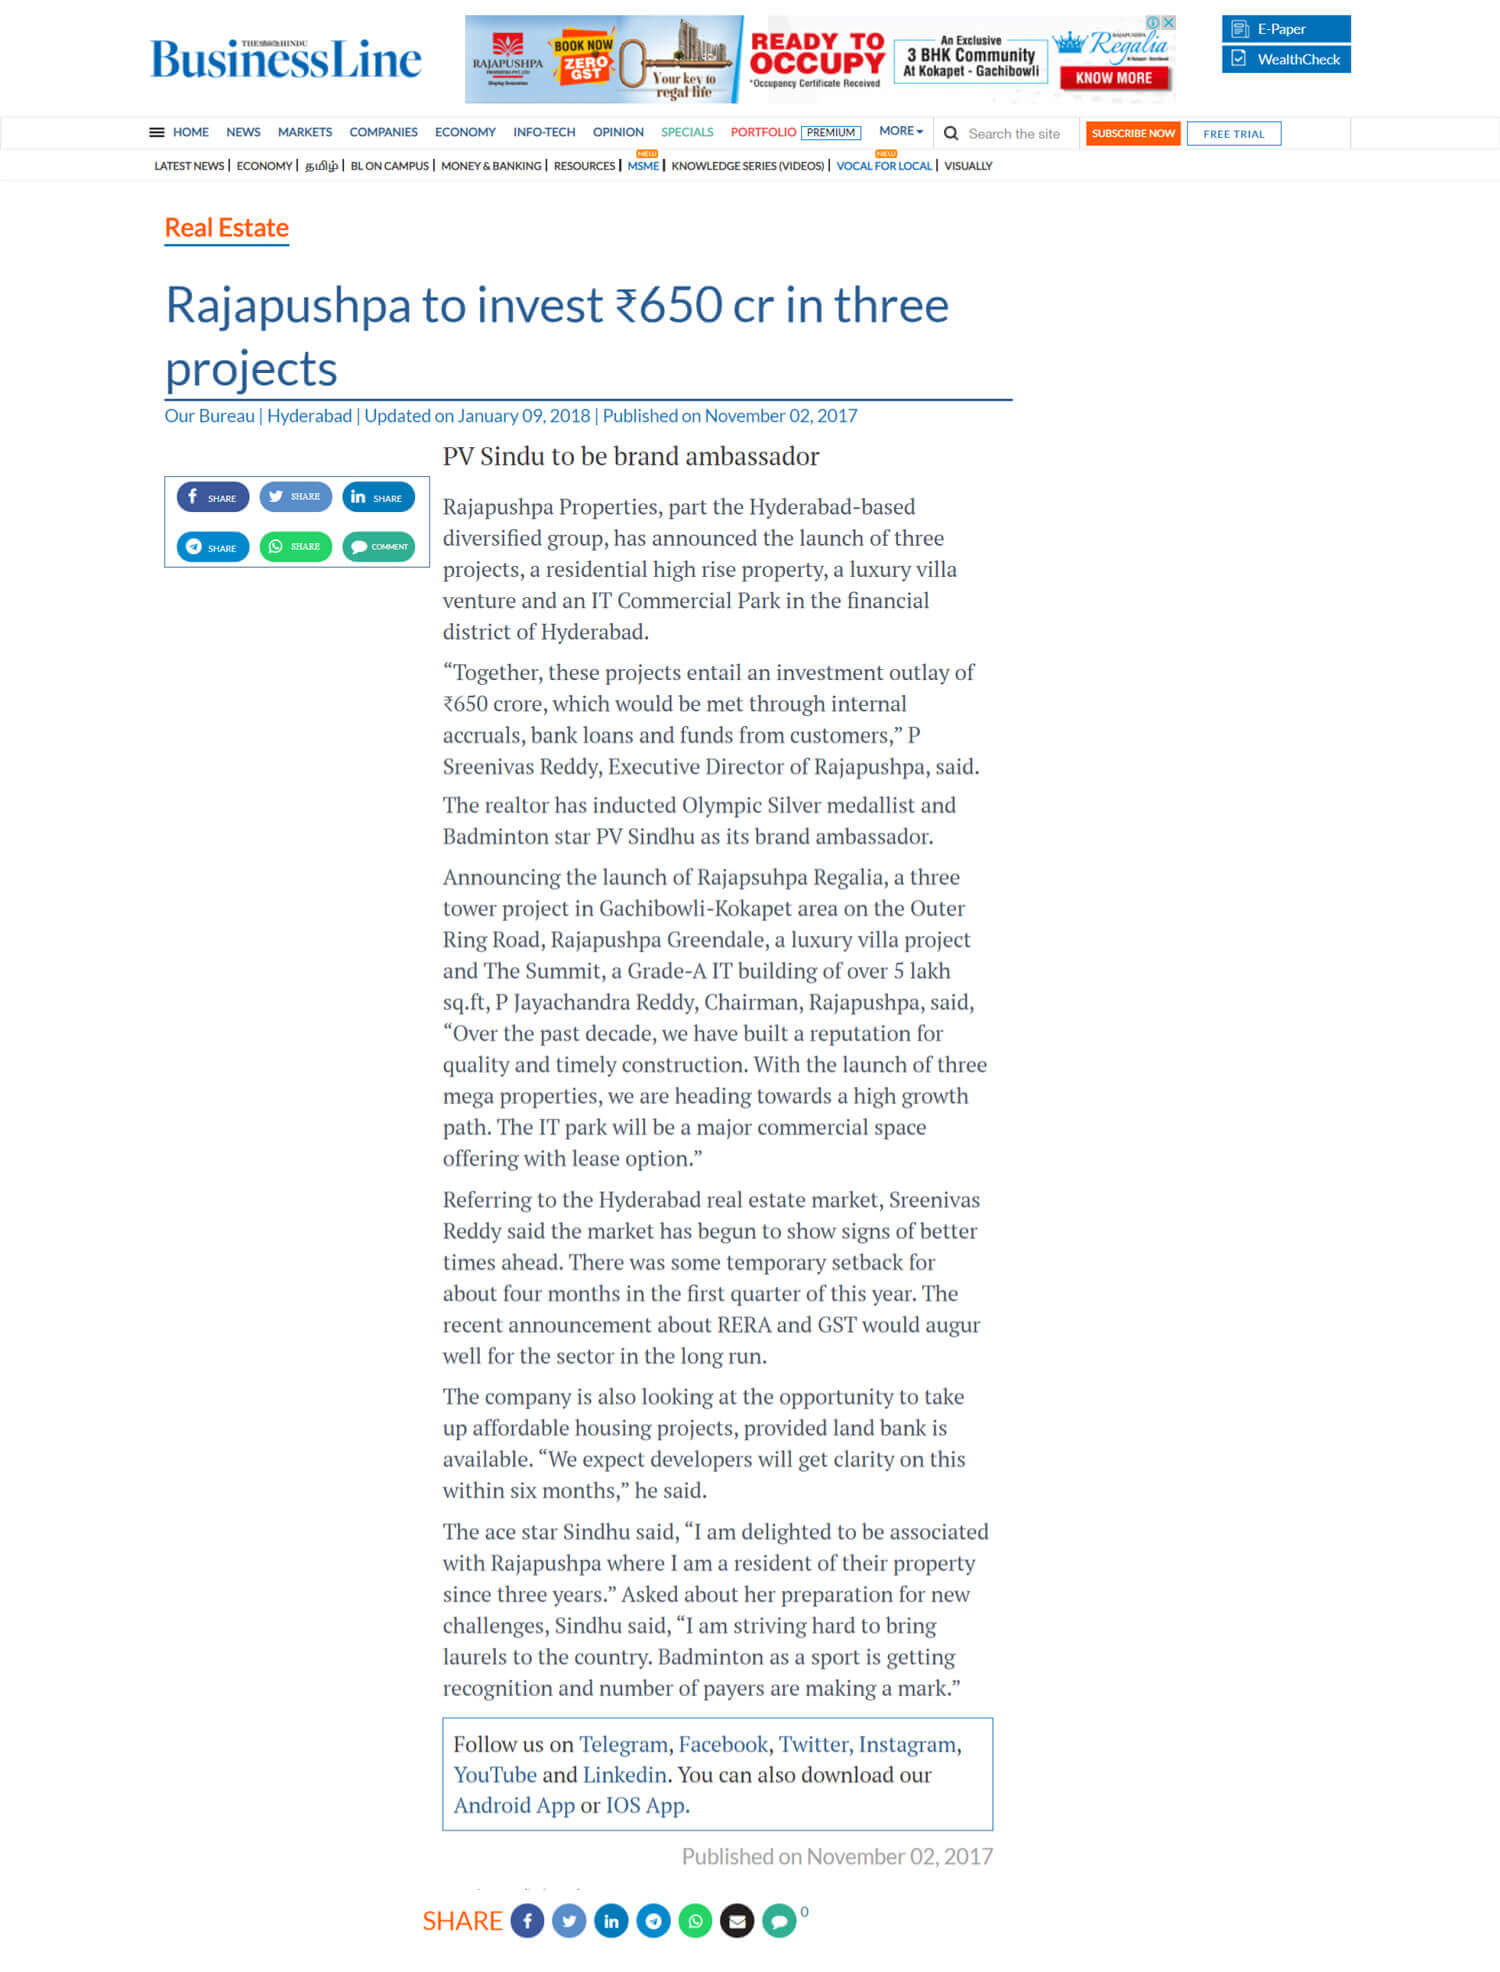 THE HINDU
BusinessLine
RAJAPUSHPA
BOOK NOW
ZERO
GST
Your key to
regal life
READY TO
OCCUPY
*Occupancy Certificate Received
An Exclusive
3 BHK Community
At Kokapet - Gachibowli
RAJAPUSHPA
Regalia
KNOW MORE
E-Paper
WealthCheck
HOME NEWS MARKETS COMPANIES ECONOMY INFO-TECH OPINION SPECIALS PORTFOLIO PREMIUM MORE Search the site SUBSCRIBE NOW FREE TRIAL
NEW NEW
LATEST NEWS | ECONOMY | தமிழ் | BL ON CAMPUS | MONEY & BANKING | RESOURCES | MSME | KNOWLEDGE SERIES (VIDEOS) | VOCAL FOR LOCAL | VISUALLY
Real Estate
Rajapushpa to invest ₹650 cr in three
projects
Our Bureau | Hyderabad | Updated on January 09, 2018 | Published on November 02, 2017
SHARE SHARE SHARE
SHARE SHARE COMMENT
PV Sindu to be brand ambassador
Rajapushpa Properties, part the Hyderabad-based
diversified group, has announced the launch of three
projects, a residential high rise property, a luxury villa
venture and an IT Commercial Park in the financial
district of Hyderabad.
“Together, these projects entail an investment outlay of
₹650 crore, which would be met through internal
accruals, bank loans and funds from customers,” P
Sreenivas Reddy, Executive Director of Rajapushpa, said.
The realtor has inducted Olympic Silver medallist and
Badminton star PV Sindhu as its brand ambassador.
Announcing the launch of Rajapsuhpa Regalia, a three
tower project in Gachibowli-Kokapet area on the Outer
Ring Road, Rajapushpa Greendale, a luxury villa project
and The Summit, a Grade-A IT building of over 5 lakh
sq.ft, P Jayachandra Reddy, Chairman, Rajapushpa, said,
“Over the past decade, we have built a reputation for
quality and timely construction. With the launch of three
mega properties, we are heading towards a high growth
path. The IT park will be a major commercial space
offering with lease option.”
Referring to the Hyderabad real estate market, Sreenivas
Reddy said the market has begun to show signs of better
times ahead. There was some temporary setback for
about four months in the first quarter of this year. The
recent announcement about RERA and GST would augur
well for the sector in the long run.
The company is also looking at the opportunity to take
up affordable housing projects, provided land bank is
available. “We expect developers will get clarity on this
within six months,” he said.
The ace star Sindhu said, “I am delighted to be associated
with Rajapushpa where I am a resident of their property
since three years.” Asked about her preparation for new
challenges, Sindhu said, “I am striving hard to bring
laurels to the country. Badminton as a sport is getting
recognition and number of payers are making a mark.”
Follow us on Telegram, Facebook, Twitter, Instagram,
YouTube and Linkedin. You can also download our
Android App or IOS App.
Published on November 02, 2017
SHARE 0